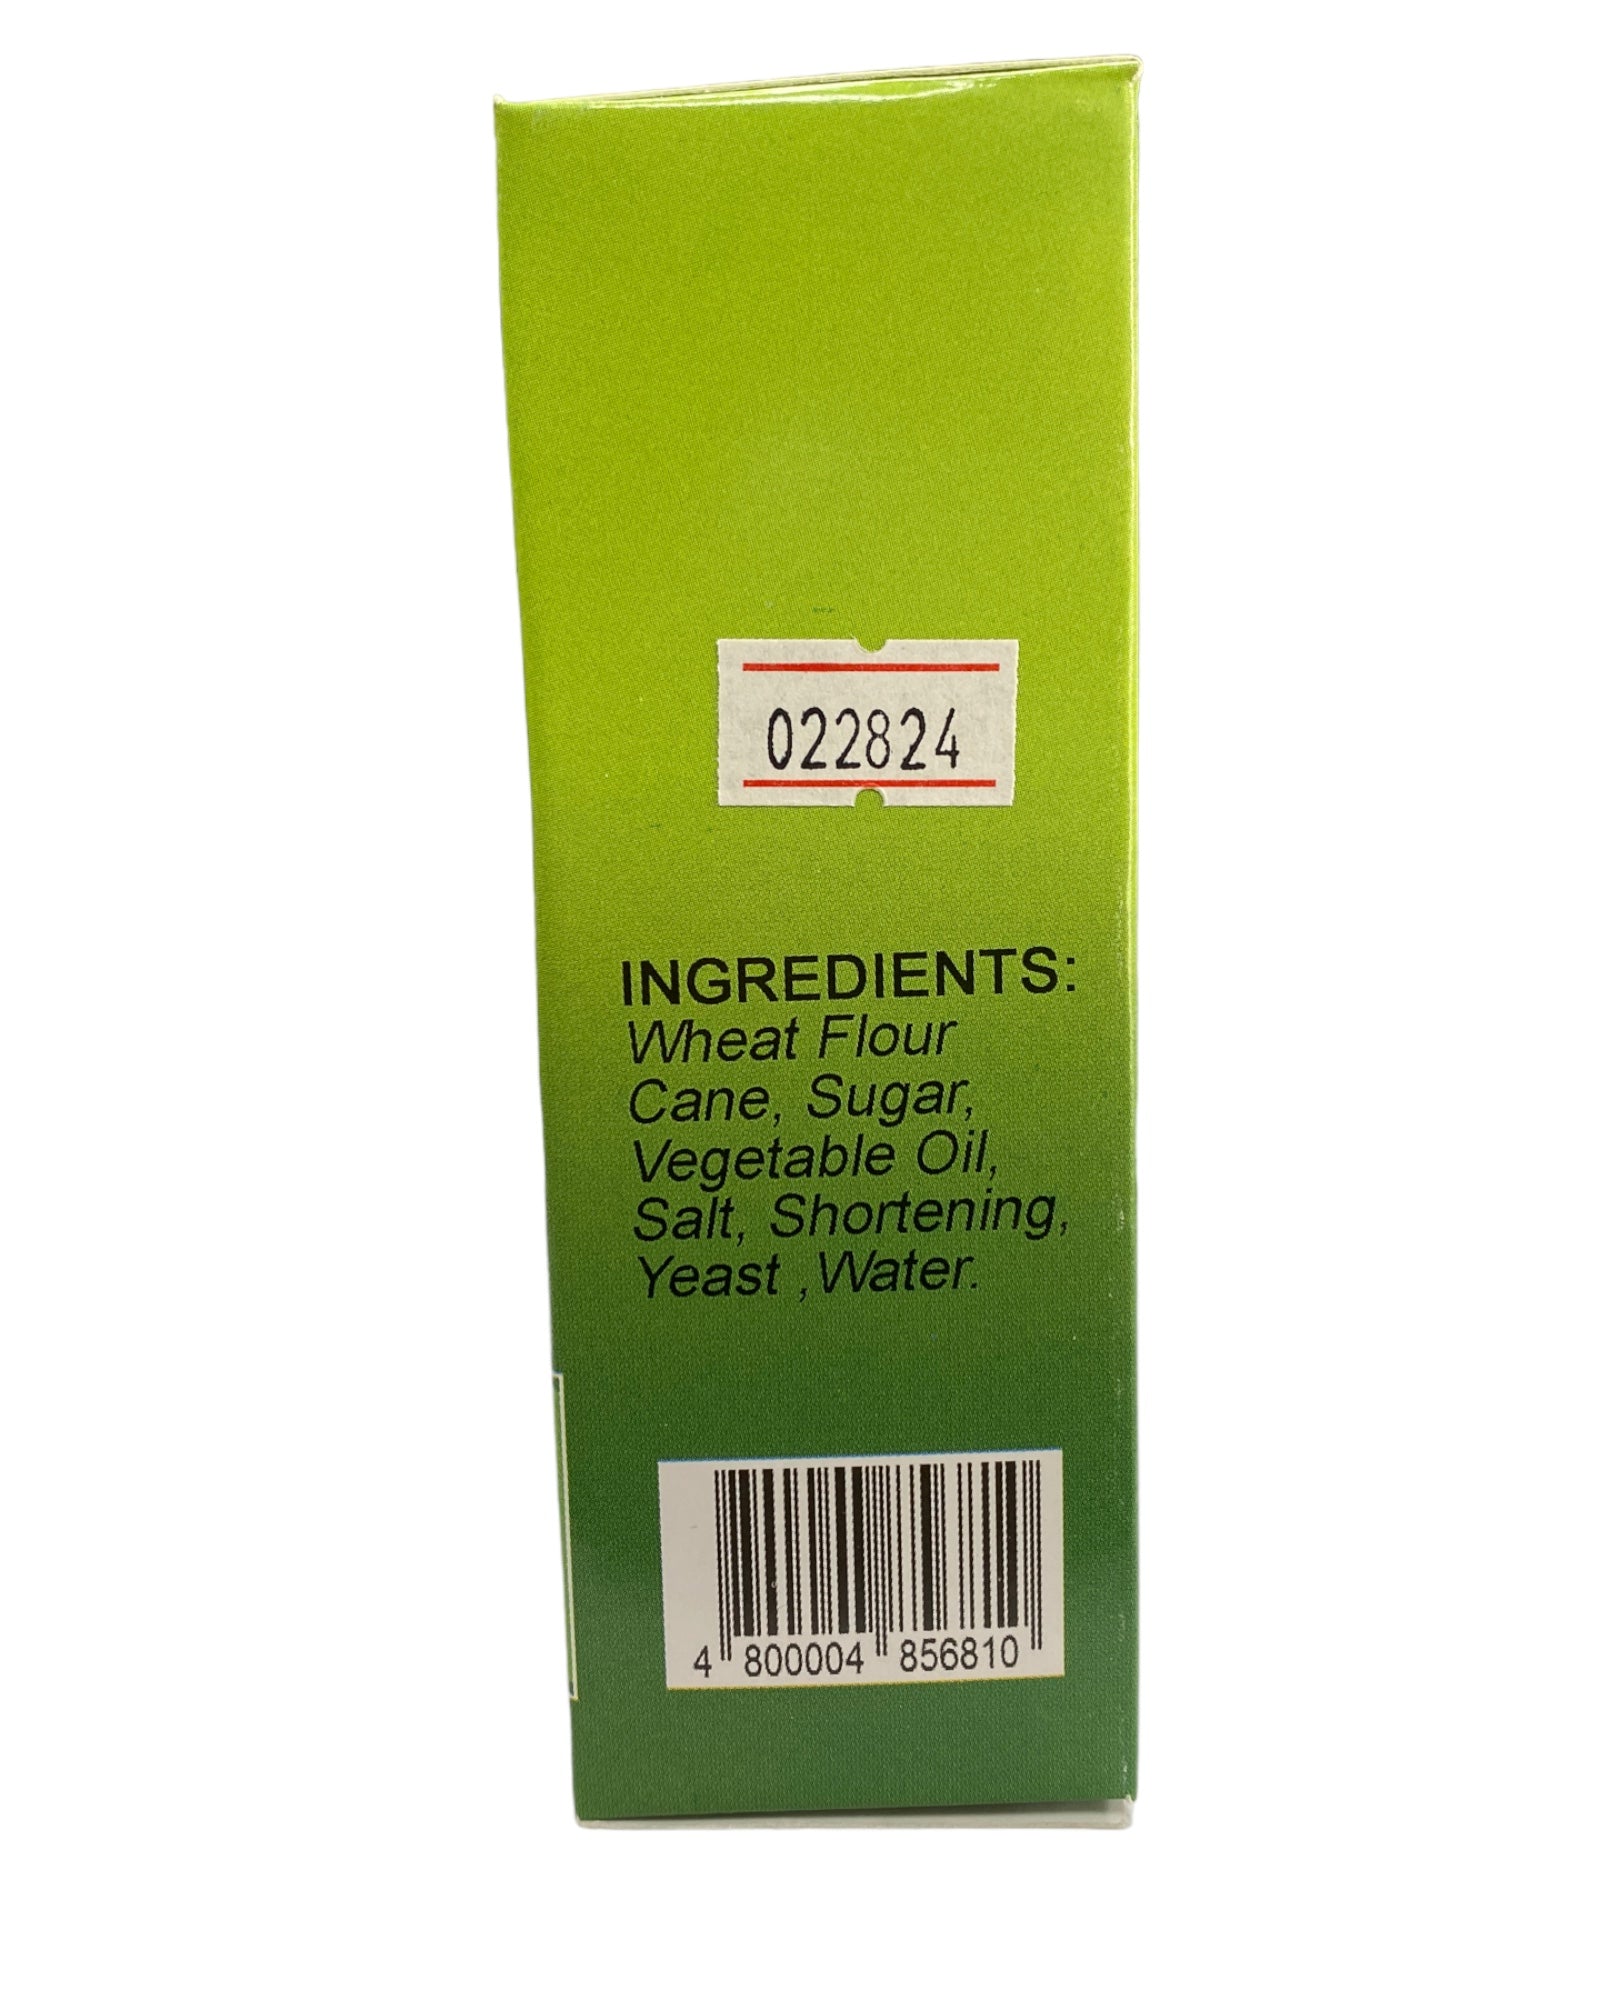 022824
INGREDIENTS:
Wheat Flour
Cane, Sugar,
Vegetable Oil,
Salt, Shortening,
Yeast ,Water.
4 800004 856810